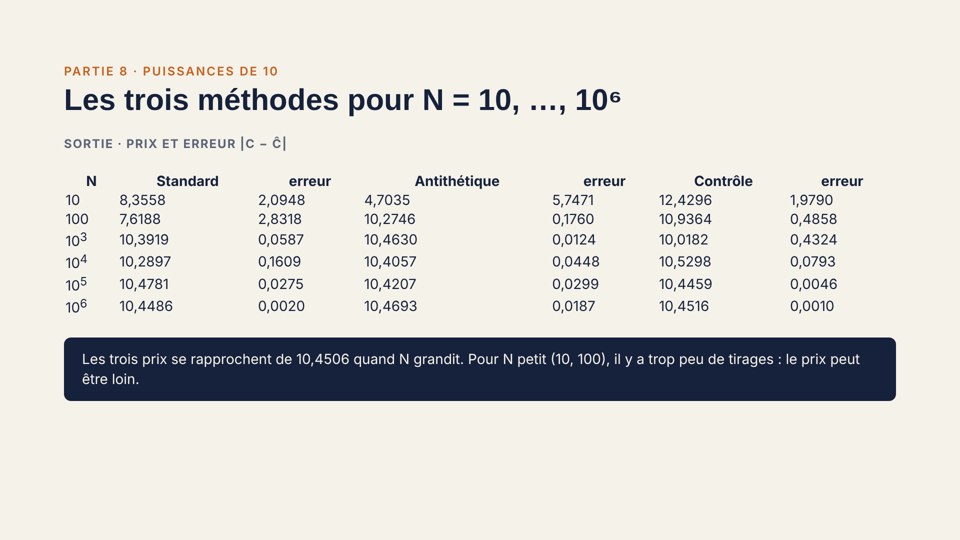 PARTIE 8 · PUISSANCES DE 10
Les trois méthodes pour N = 10, …, 10⁶
SORTIE · PRIX ET ERREUR |C − Ĉ|
N Standard erreur Antithétique erreur Contrôle erreur
10 8,3558 2,0948 4,7035 5,7471 12,4296 1,9790
100 7,6188 2,8318 10,2746 0,1760 10,9364 0,4858
10³ 10,3919 0,0587 10,4630 0,0124 10,0182 0,4324
10⁴ 10,2897 0,1609 10,4057 0,0448 10,5298 0,0793
10⁵ 10,4781 0,0275 10,4207 0,0299 10,4459 0,0046
10⁶ 10,4486 0,0020 10,4693 0,0187 10,4516 0,0010
Les trois prix se rapprochent de 10,4506 quand N grandit. Pour N petit (10, 100), il y a trop peu de tirages : le prix peut
être loin.